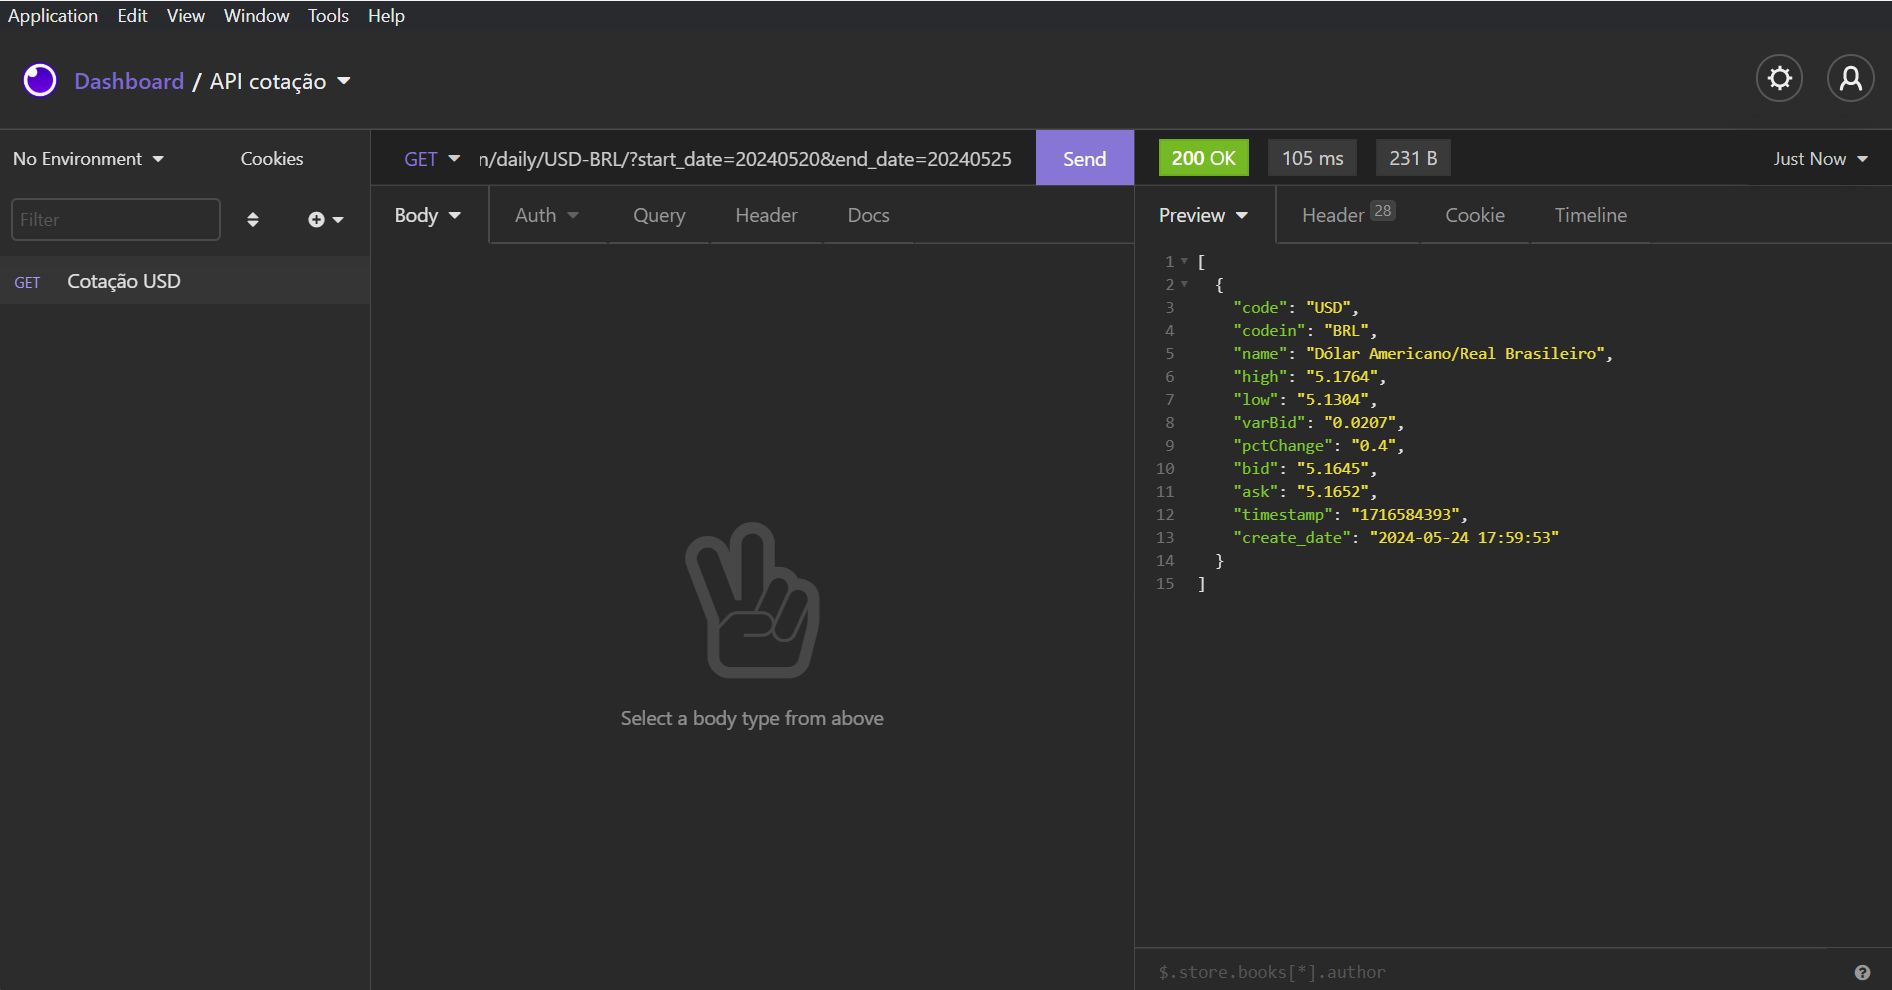 Application Edit View Window Tools Help
Dashboard / API cotação
No Environment Cookies
GET n/daily/USD-BRL/?start_date=20240520&end_date=20240525 Send
200 OK 105 ms 231 B Just Now
Filter
GET Cotação USD
Body Auth Query Header Docs
Select a body type from above
Preview Header 28 Cookie Timeline
1 [
2 {
3 "code": "USD",
4 "codein": "BRL",
5 "name": "Dólar Americano/Real Brasileiro",
6 "high": "5.1764",
7 "low": "5.1304",
8 "varBid": "0.0207",
9 "pctChange": "0.4",
10 "bid": "5.1645",
11 "ask": "5.1652",
12 "timestamp": "1716584393",
13 "create_date": "2024-05-24 17:59:53"
14 }
15 ]
$.store.books[*].author